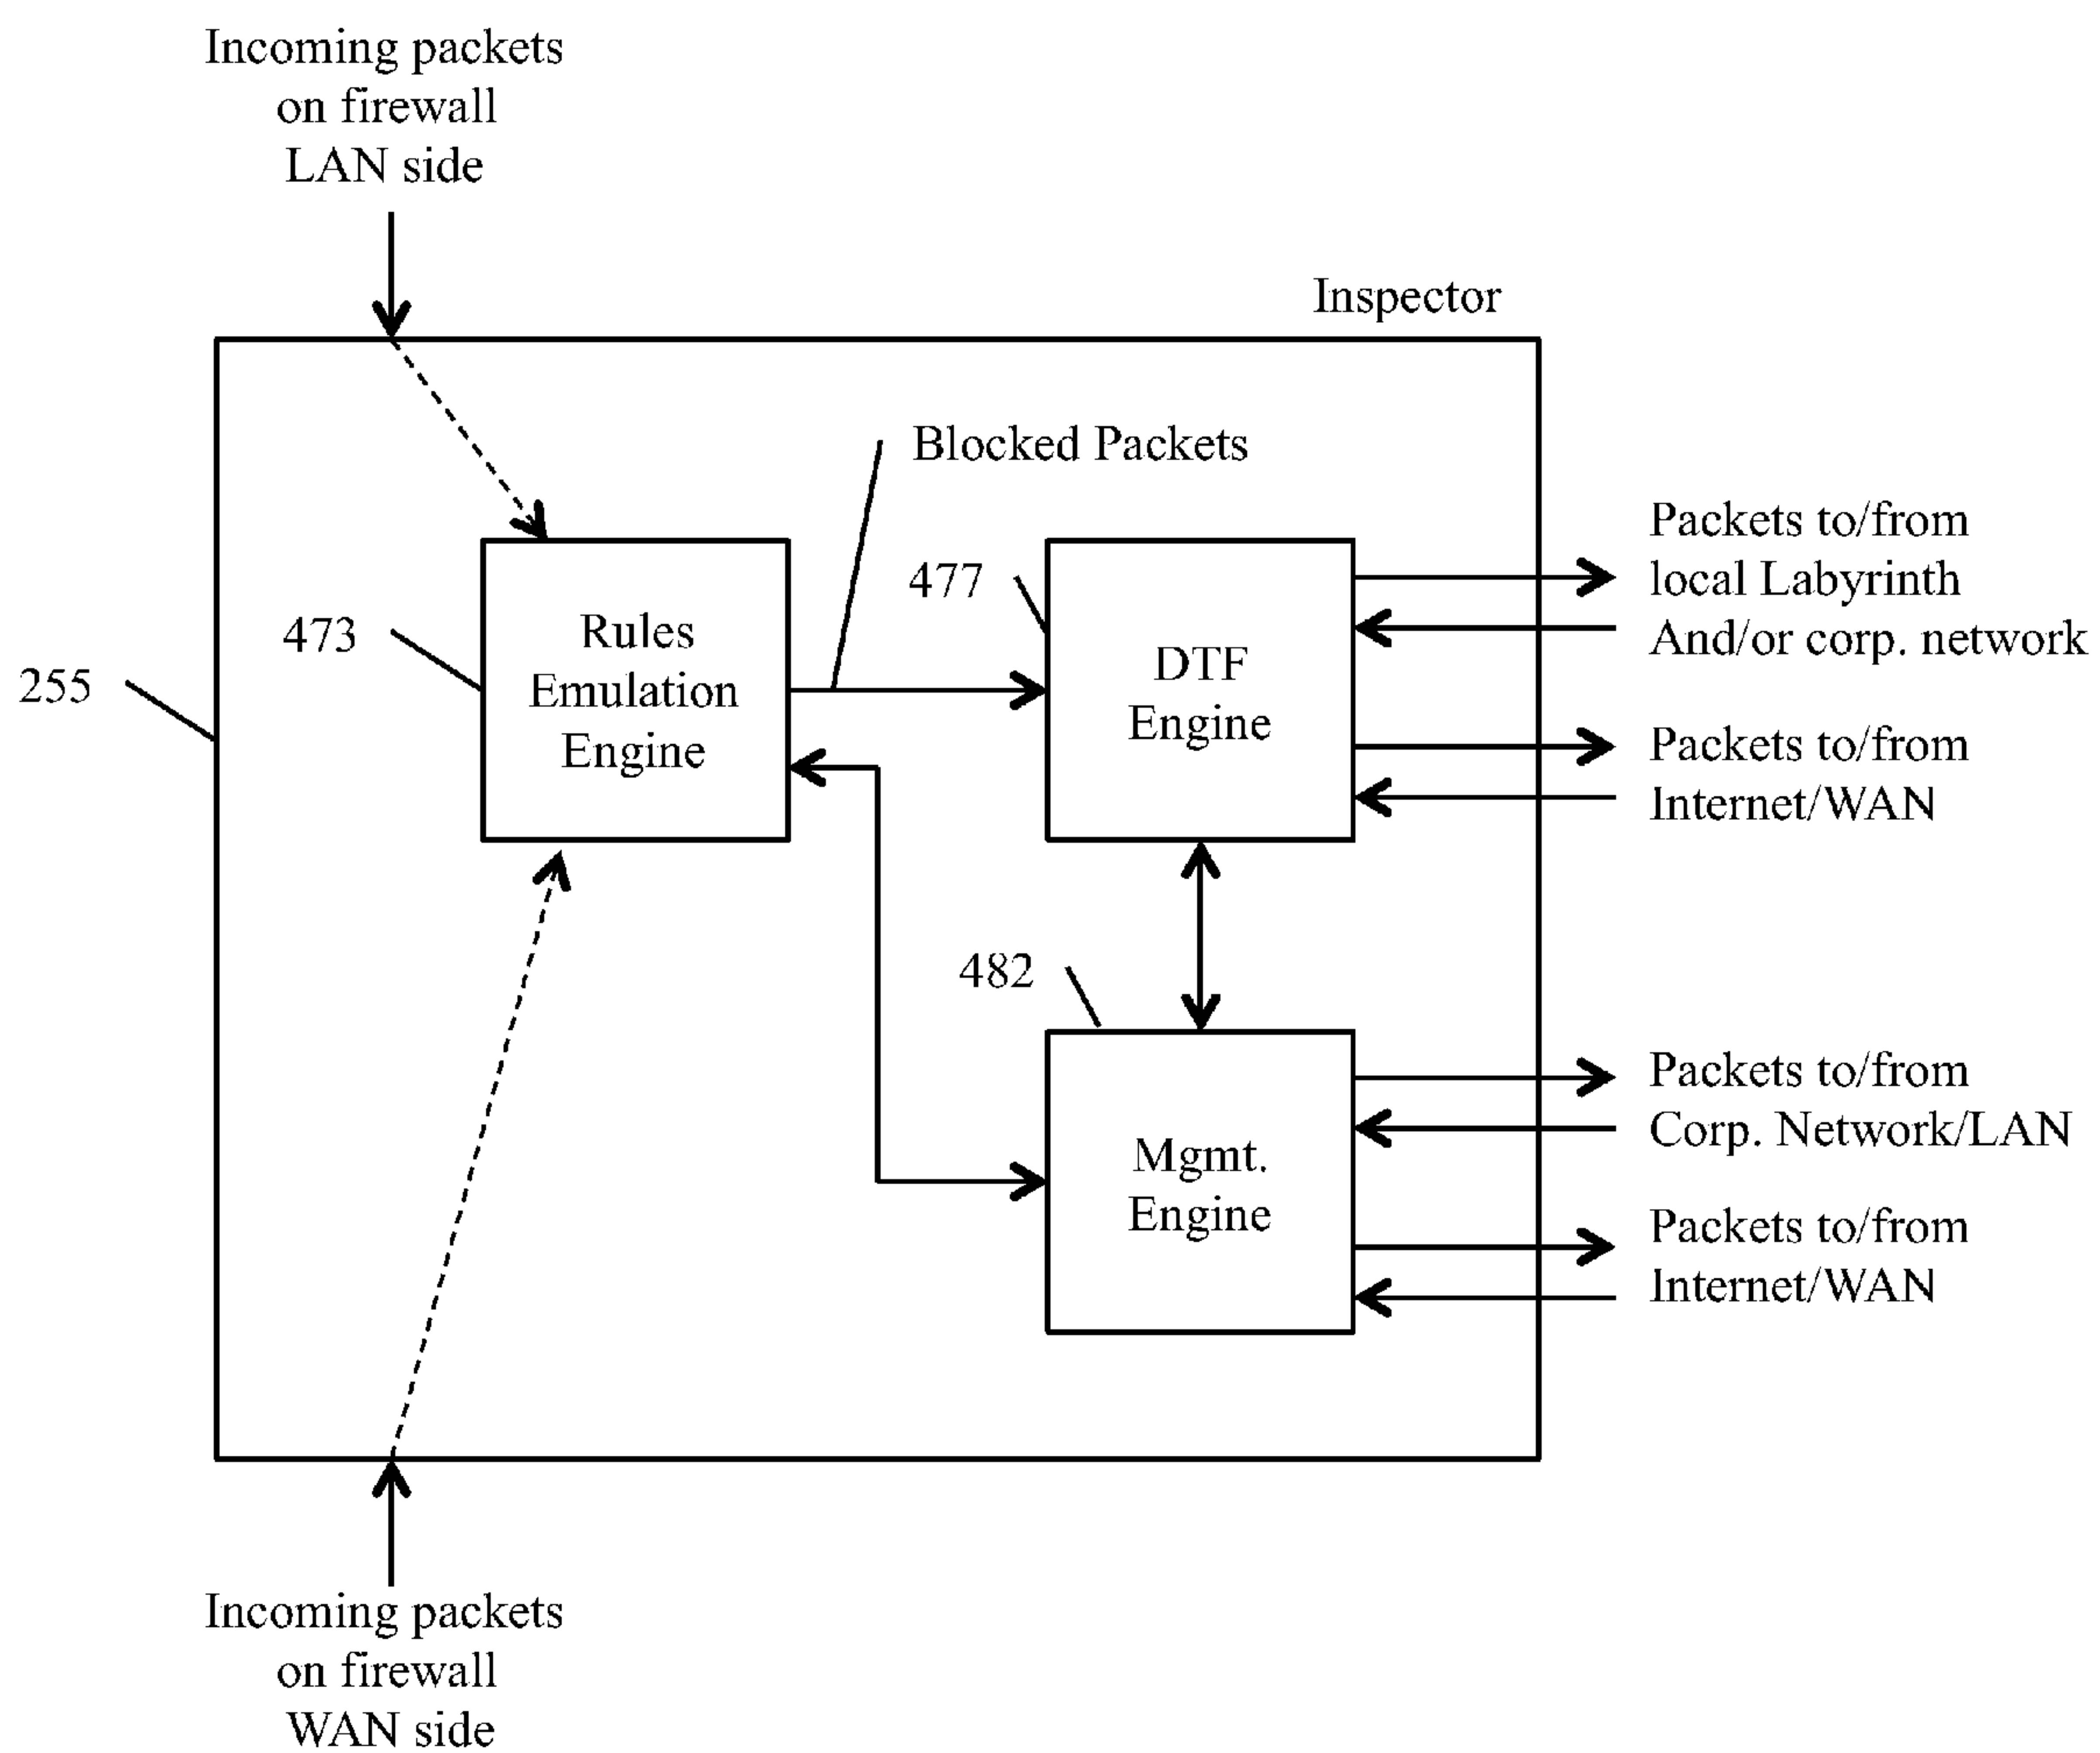 Incoming packets
on firewall
LAN side
Inspector
Blocked Packets
477
473
255
Rules
Emulation
Engine
DTF
Engine
Packets to/from
local Labyrinth
And/or corp. network
Packets to/from
Internet/WAN
482
Mgmt.
Engine
Packets to/from
Corp. Network/LAN
Packets to/from
Internet/WAN
Incoming packets
on firewall
WAN side